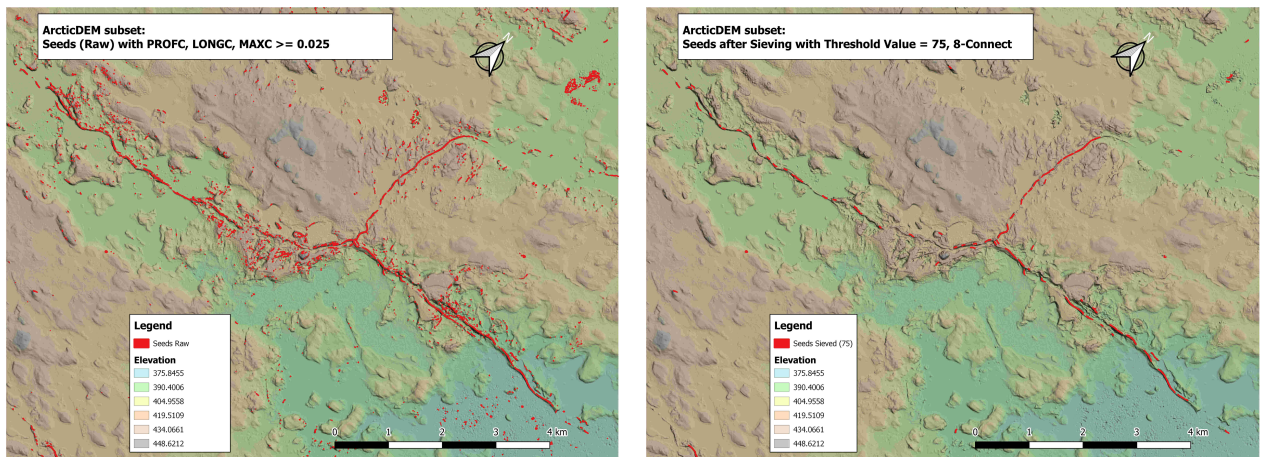 ArcticDEM subset:
Seeds (Raw) with PROFC, LONGC, MAXC >= 0.025
N
Legend
Seeds Raw
Elevation
375.8455
390.4006
404.9558
419.5109
434.0661
448.6212
0 1 2 3 4 km
ArcticDEM subset:
Seeds after Sieving with Threshold Value = 75, 8-Connect
N
Legend
Seeds Sieved (75)
Elevation
375.8455
390.4006
404.9558
419.5109
434.0661
448.6212
0 1 2 3 4 km